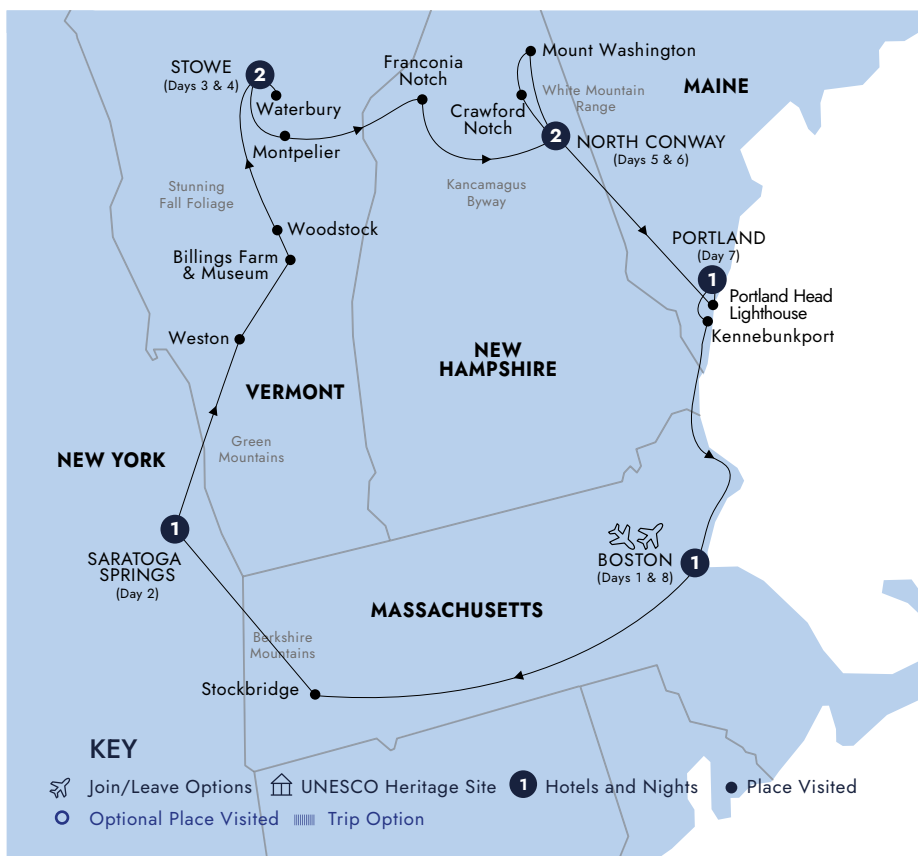 Mount Washington
Franconia
Notch
STOWE
(Days 3 & 4)
2
MAINE
White Mountain
Range
Waterbury
Crawford
Notch
2
NORTH CONWAY
(Days 5 & 6)
Montpelier
Stunning
Fall Foliage
Kancamagus
Byway
Woodstock
PORTLAND
(Day 7)
1
Billings Farm
& Museum
Portland Head
Lighthouse
Kennebunkport
Weston
NEW
HAMPSHIRE
VERMONT
Green
Mountains
NEW YORK
1
SARATOGA
SPRINGS
(Day 2)
BOSTON
(Days 1 & 8)
1
MASSACHUSETTS
Berkshire
Mountains
Stockbridge
KEY
Join/Leave Options
UNESCO Heritage Site
1
Hotels and Nights
Place Visited
Optional Place Visited
Trip Option